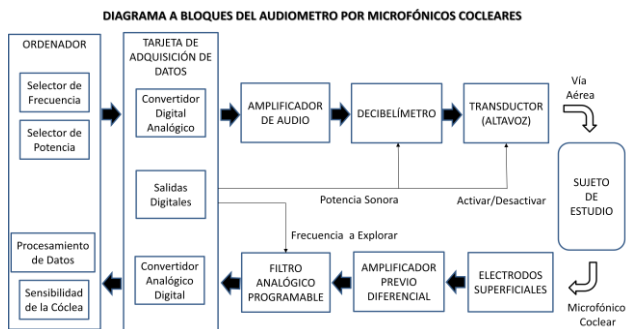 DIAGRAMA A BLOQUES DEL AUDIOMETRO POR MICROFÓNICOS COCLEARES
ORDENADOR
Selector de
Frecuencia
Selector de
Potencia
Procesamiento
de Datos
Sensibilidad
de la Cóclea
TARJETA DE
ADQUISICIÓN DE
DATOS
Convertidor
Digital
Analógico
Salidas
Digitales
Convertidor
Analógico
Digital
AMPLIFICADOR
DE AUDIO
DECIBELÍMETRO
TRANSDUCTOR
(ALTAVOZ)
Vía
Aérea
SUJETO
DE
ESTUDIO
Potencia Sonora
Activar/Desactivar
Frecuencia a Explorar
FILTRO
ANALÓGICO
PROGRAMABLE
AMPLIFICADOR
PREVIO
DIFERENCIAL
ELECTRODOS
SUPERFICIALES
Microfónico
Coclear